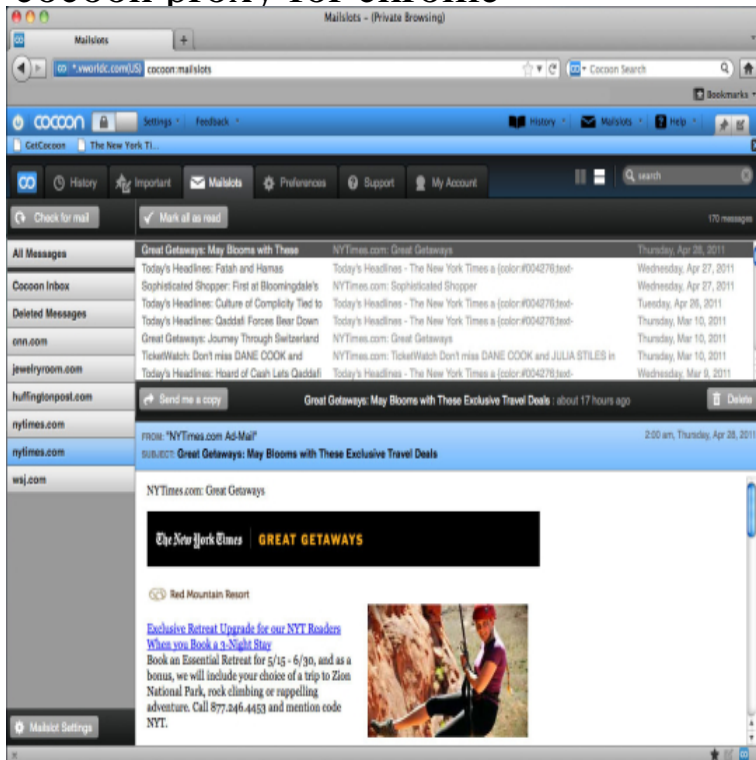 cocoon proxy for chrome
Mailslots – (Private Browsing)
Mailslots
*.vworldc.com(US) cocoon:mailslots
Cocoon Search
Bookmarks
cocoon Settings Feedback History Mailslots Help
GetCocoon The New York Ti...
History Important Mailslots Preferences Support My Account search
Check for mail Mark all as read 170 messages
All Messages
Cocoon Inbox
Deleted Messages
cnn.com
jewelryroom.com
huffingtonpost.com
nytimes.com
nytimes.com
wsj.com
Mailslot Settings
Great Getaways: May Blooms with These NYTimes.com: Great Getaways Thursday, Apr 28, 2011
Today's Headlines: Fatah and Hamas Today's Headlines - The New York Times a {color:#004276;text- Wednesday, Apr 27, 2011
Sophisticated Shopper: First at Bloomingdale's NYTimes.com: Sophisticated Shopper Wednesday, Apr 27, 2011
Today's Headlines: Culture of Complicity Tied to Today's Headlines - The New York Times a {color:#004276;text- Tuesday, Apr 26, 2011
Today's Headlines: Qaddafi Forces Bear Down Today's Headlines - The New York Times a {color:#004276;text- Thursday, Mar 10, 2011
Great Getaways: Journey Through Switzerland NYTimes.com: Great Getaways Thursday, Mar 10, 2011
TicketWatch: Don't miss DANE COOK and NYTimes.com: TicketWatch Don't miss DANE COOK and JULIA STILES in Thursday, Mar 10, 2011
Today's Headlines: Hoard of Cash Lets Qaddafi Today's Headlines - The New York Times a {color:#004276;text- Wednesday, Mar 9, 2011
Send me a copy Great Getaways: May Blooms with These Exclusive Travel Deals : about 17 hours ago Delete
FROM: "NYTimes.com Ad-Mail" 2:00 am, Thursday, Apr 28, 2011
SUBJECT: Great Getaways: May Blooms with These Exclusive Travel Deals
NYTimes.com: Great Getaways
The New York Times GREAT GETAWAYS
Red Mountain Resort
Exclusive Retreat Upgrade for our NYT Readers
When you Book a 3-Night Stay
Book an Essential Retreat for 5/15 - 6/30, and as a
bonus, we will include your choice of a trip to Zion
National Park, rock climbing or rappelling
adventure. Call 877.246.4453 and mention code
NYT.